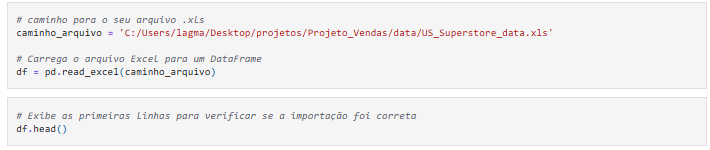 # caminho para o seu arquivo .xls
caminho_arquivo = 'C:/Users/lagma/Desktop/projetos/Projeto_Vendas/data/US_Superstore_data.xls'
# Carrega o arquivo Excel para um DataFrame
df = pd.read_excel(caminho_arquivo)
# Exibe as primeiras linhas para verificar se a importação foi correta
df.head()